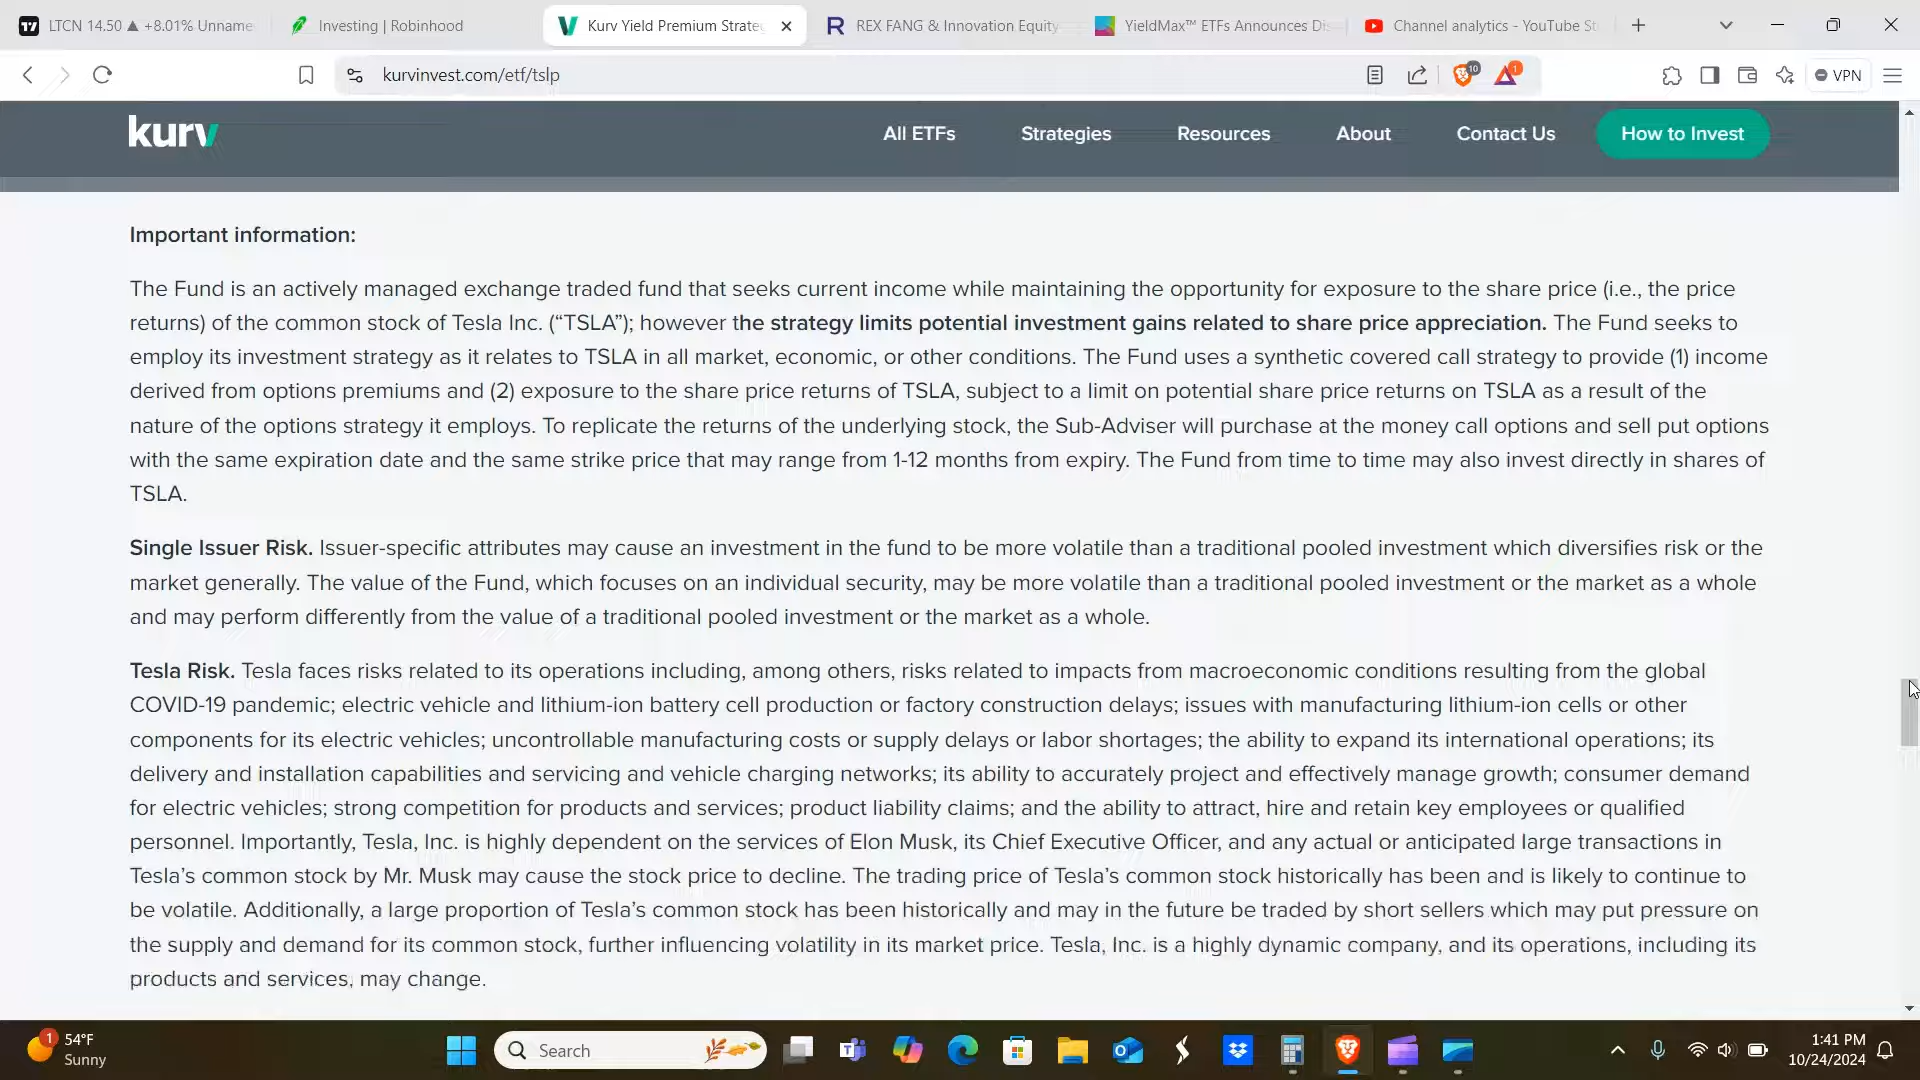 LTCN 14.50 ▲ +8.01% Unname
Investing | Robinhood
Kurv Yield Premium Strate
REX FANG & Innovation Equity
YieldMax™ ETFs Announces Dis
Channel analytics - YouTube St
kurvinvest.com/etf/tslp
10
1
VPN
kurv
All ETFs
Strategies
Resources
About
Contact Us
How to Invest
Important information:
The Fund is an actively managed exchange traded fund that seeks current income while maintaining the opportunity for exposure to the share price (i.e., the price
returns) of the common stock of Tesla Inc. (“TSLA”); however the strategy limits potential investment gains related to share price appreciation. The Fund seeks to
employ its investment strategy as it relates to TSLA in all market, economic, or other conditions. The Fund uses a synthetic covered call strategy to provide (1) income
derived from options premiums and (2) exposure to the share price returns of TSLA, subject to a limit on potential share price returns on TSLA as a result of the
nature of the options strategy it employs. To replicate the returns of the underlying stock, the Sub-Adviser will purchase at the money call options and sell put options
with the same expiration date and the same strike price that may range from 1-12 months from expiry. The Fund from time to time may also invest directly in shares of
TSLA.
Single Issuer Risk. Issuer-specific attributes may cause an investment in the fund to be more volatile than a traditional pooled investment which diversifies risk or the
market generally. The value of the Fund, which focuses on an individual security, may be more volatile than a traditional pooled investment or the market as a whole
and may perform differently from the value of a traditional pooled investment or the market as a whole.
Tesla Risk. Tesla faces risks related to its operations including, among others, risks related to impacts from macroeconomic conditions resulting from the global
COVID-19 pandemic; electric vehicle and lithium-ion battery cell production or factory construction delays; issues with manufacturing lithium-ion cells or other
components for its electric vehicles; uncontrollable manufacturing costs or supply delays or labor shortages; the ability to expand its international operations; its
delivery and installation capabilities and servicing and vehicle charging networks; its ability to accurately project and effectively manage growth; consumer demand
for electric vehicles; strong competition for products and services; product liability claims; and the ability to attract, hire and retain key employees or qualified
personnel. Importantly, Tesla, Inc. is highly dependent on the services of Elon Musk, its Chief Executive Officer, and any actual or anticipated large transactions in
Tesla’s common stock by Mr. Musk may cause the stock price to decline. The trading price of Tesla’s common stock historically has been and is likely to continue to
be volatile. Additionally, a large proportion of Tesla’s common stock has been historically and may in the future be traded by short sellers which may put pressure on
the supply and demand for its common stock, further influencing volatility in its market price. Tesla, Inc. is a highly dynamic company, and its operations, including its
products and services, may change.
1
54°F
Sunny
Search
1:41 PM
10/24/2024